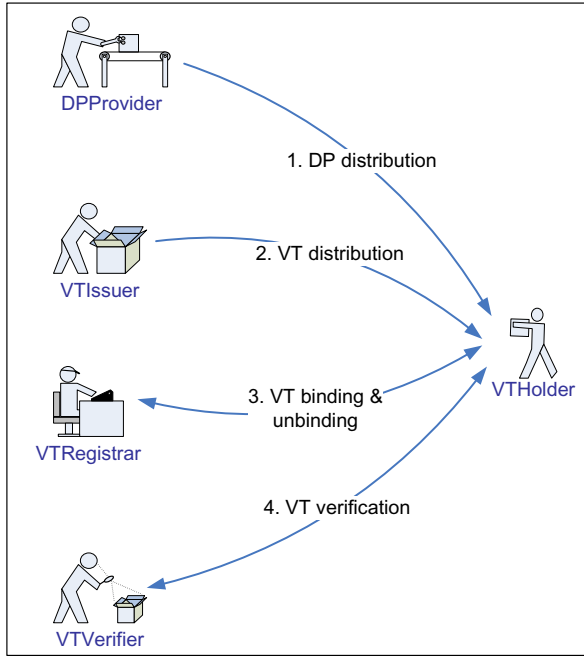 DPProvider
1. DP distribution
VTIssuer
2. VT distribution
VTHolder
VTRegistrar
3. VT binding &
unbinding
4. VT verification
VTVerifier